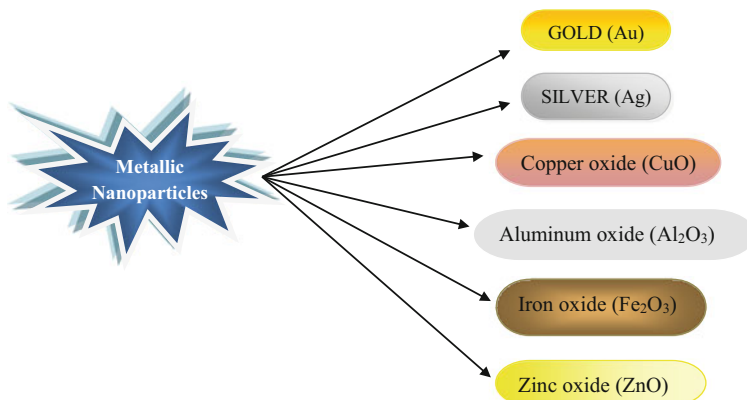 GOLD (Au)
SILVER (Ag)
Metallic
Nanoparticles
Copper oxide (CuO)
Aluminum oxide (Al₂O₃)
Iron oxide (Fe₂O₃)
Zinc oxide (ZnO)